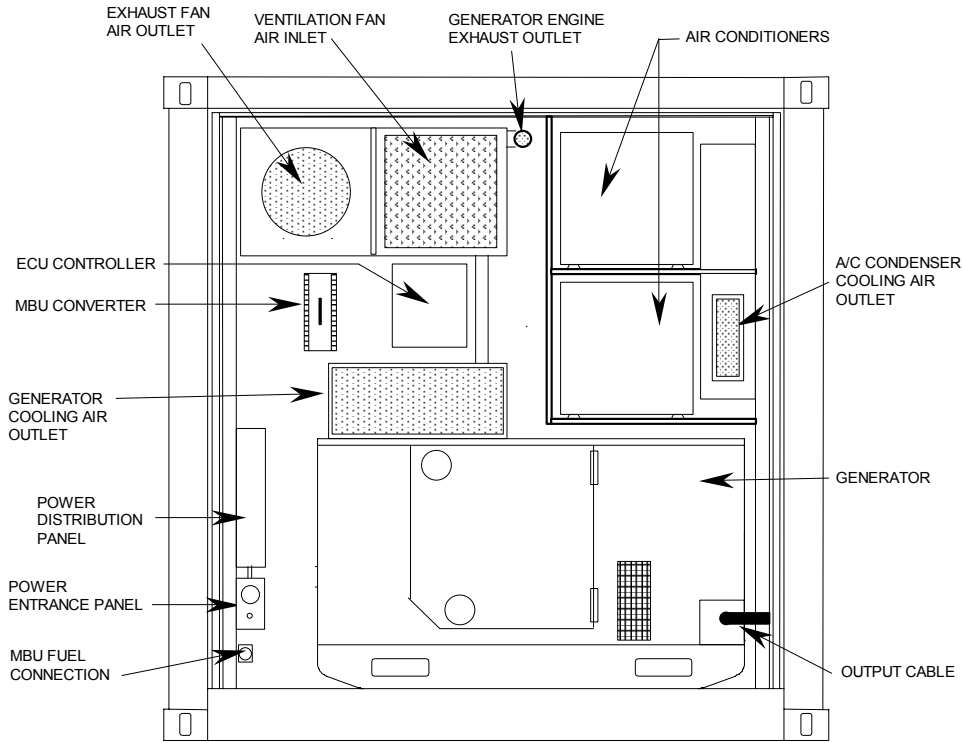 EXHAUST FAN
AIR OUTLET
VENTILATION FAN
AIR INLET
GENERATOR ENGINE
EXHAUST OUTLET
AIR CONDITIONERS
ECU CONTROLLER
MBU CONVERTER
A/C CONDENSER
COOLING AIR
OUTLET
GENERATOR
COOLING AIR
OUTLET
GENERATOR
POWER
DISTRIBUTION
PANEL
POWER
ENTRANCE PANEL
MBU FUEL
CONNECTION
OUTPUT CABLE